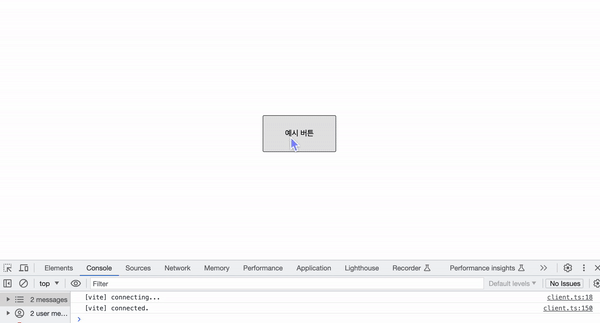 예시 버튼
Elements Console Sources Network Memory Performance Application Lighthouse Recorder Performance insights
top Filter Default levels No Issues
2 messages [vite] connecting... client.ts:18
2 user me... [vite] connected. client.ts:150